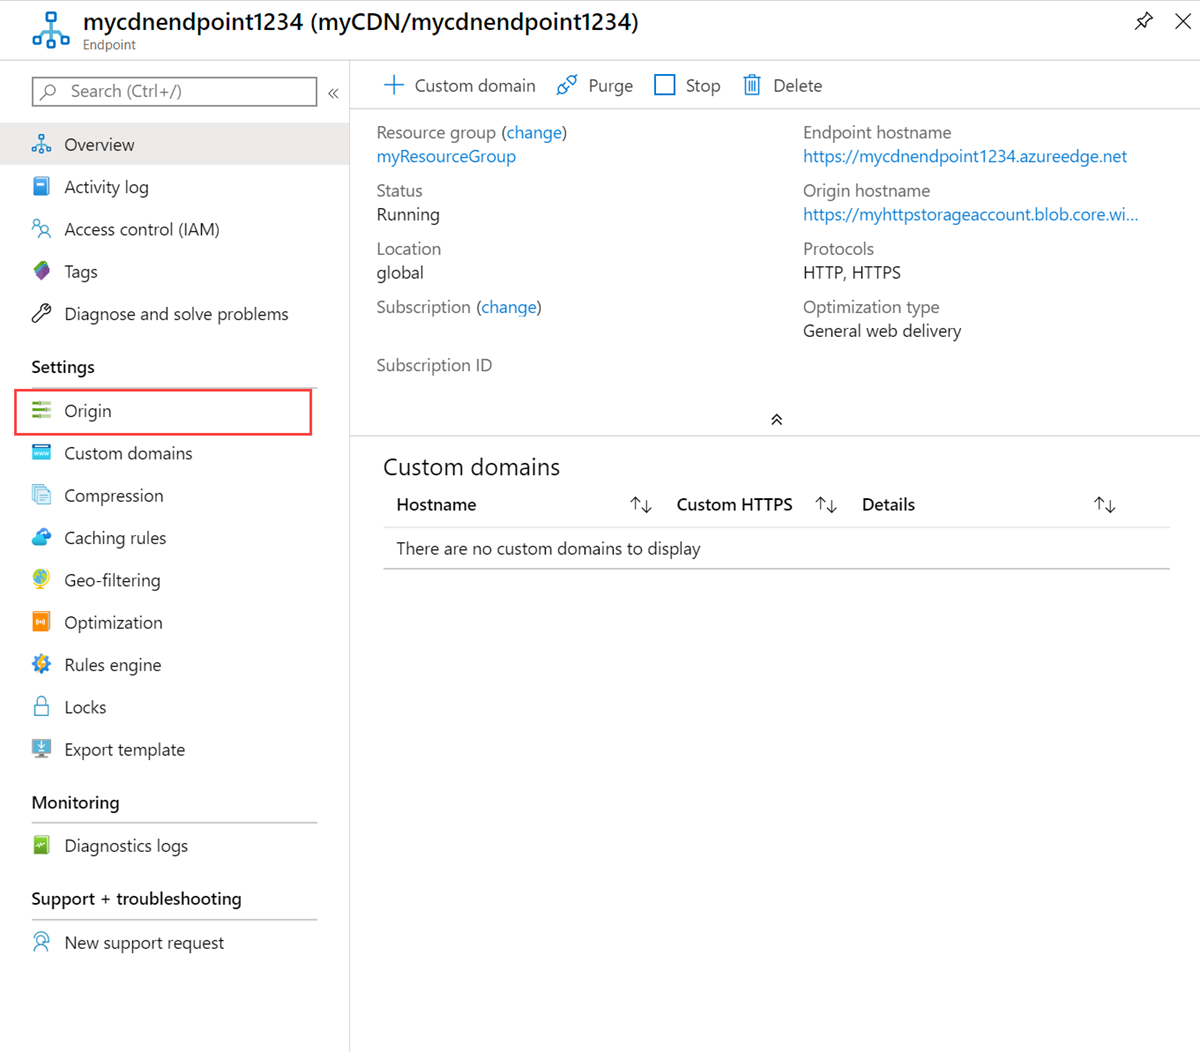 mycdnendpoint1234 (myCDN/mycdnendpoint1234)
Endpoint
Search (Ctrl+/)
Overview
Activity log
Access control (IAM)
Tags
Diagnose and solve problems
Settings
Origin
Custom domains
Compression
Caching rules
Geo-filtering
Optimization
Rules engine
Locks
Export template
Monitoring
Diagnostics logs
Support + troubleshooting
New support request
Custom domain Purge Stop Delete
Resource group (change)
myResourceGroup
Status
Running
Location
global
Subscription (change)
Subscription ID
Endpoint hostname
https://mycdnendpoint1234.azureedge.net
Origin hostname
https://myhttpstorageaccount.blob.core.wi...
Protocols
HTTP, HTTPS
Optimization type
General web delivery
Custom domains
Hostname Custom HTTPS Details
There are no custom domains to display